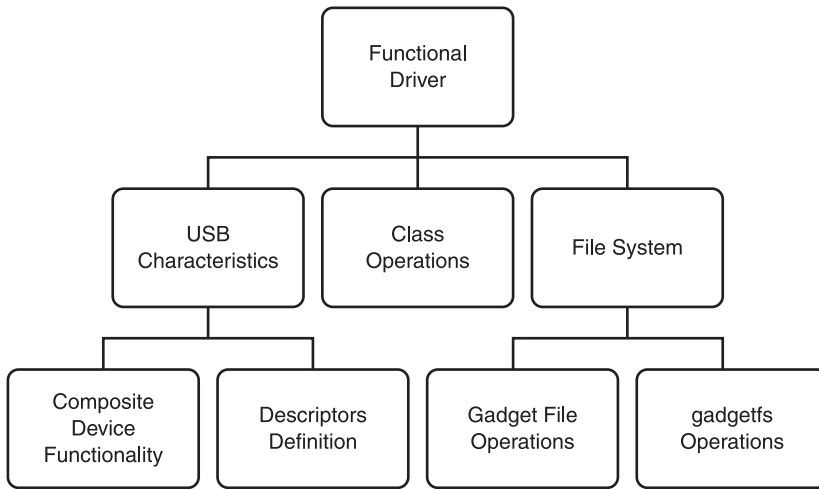 Functional
Driver
USB
Characteristics
Class
Operations
File System
Composite
Device
Functionality
Descriptors
Definition
Gadget File
Operations
gadgetfs
Operations